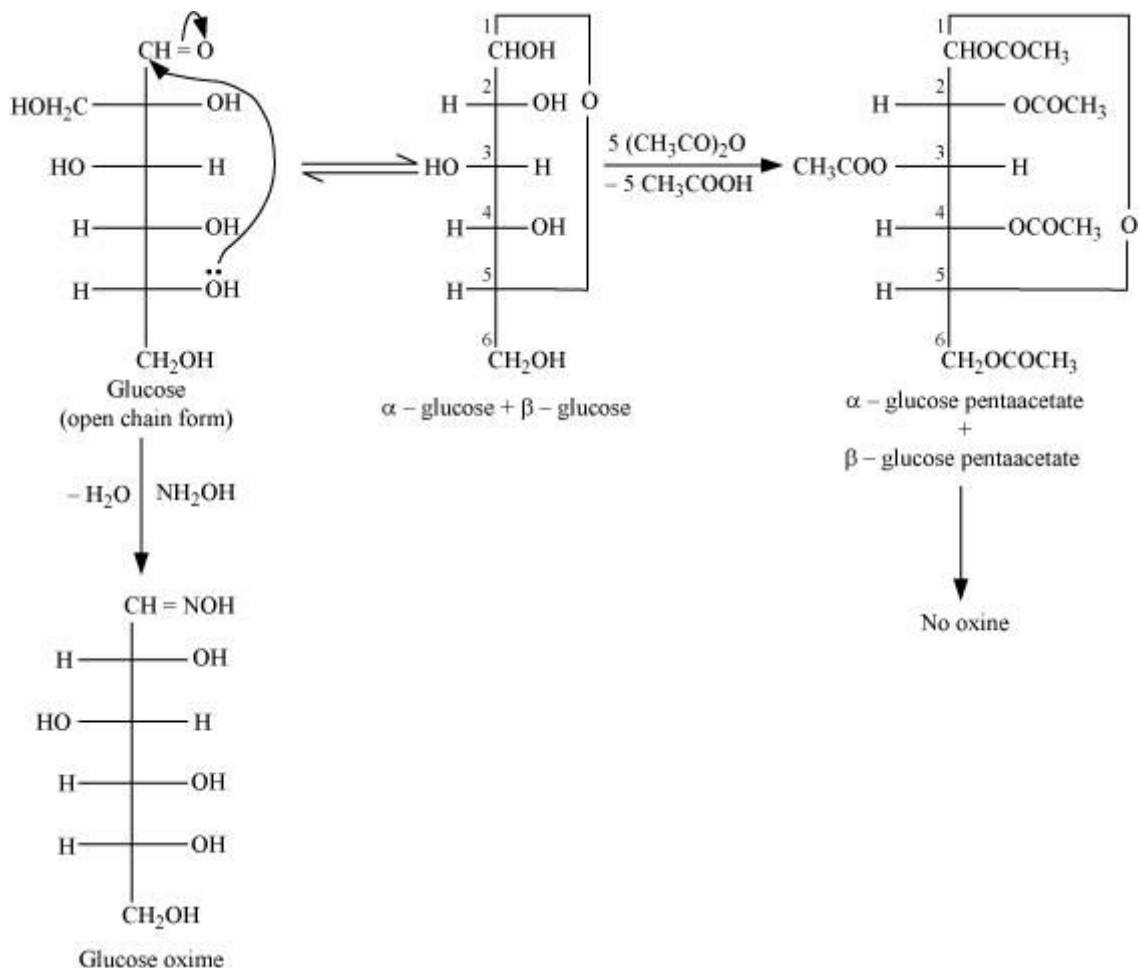 CH = O
HOH₂C OH
HO H
H OH
H OH
CH₂OH
Glucose
(open chain form)
– H₂O NH₂OH
CH = NOH
H OH
HO H
H OH
H OH
CH₂OH
Glucose oxime
1
CHOH
2
H OH O
3
HO H
4
H OH
5
H
6
CH₂OH
α – glucose + β – glucose
5 (CH₃CO)₂O
– 5 CH₃COOH
1
CHOCOCH₃
2
H OCOCH₃
3
CH₃COO H
4
H OCOCH₃ O
5
H
6
CH₂OCOCH₃
α – glucose pentaacetate
+
β – glucose pentaacetate
No oxine